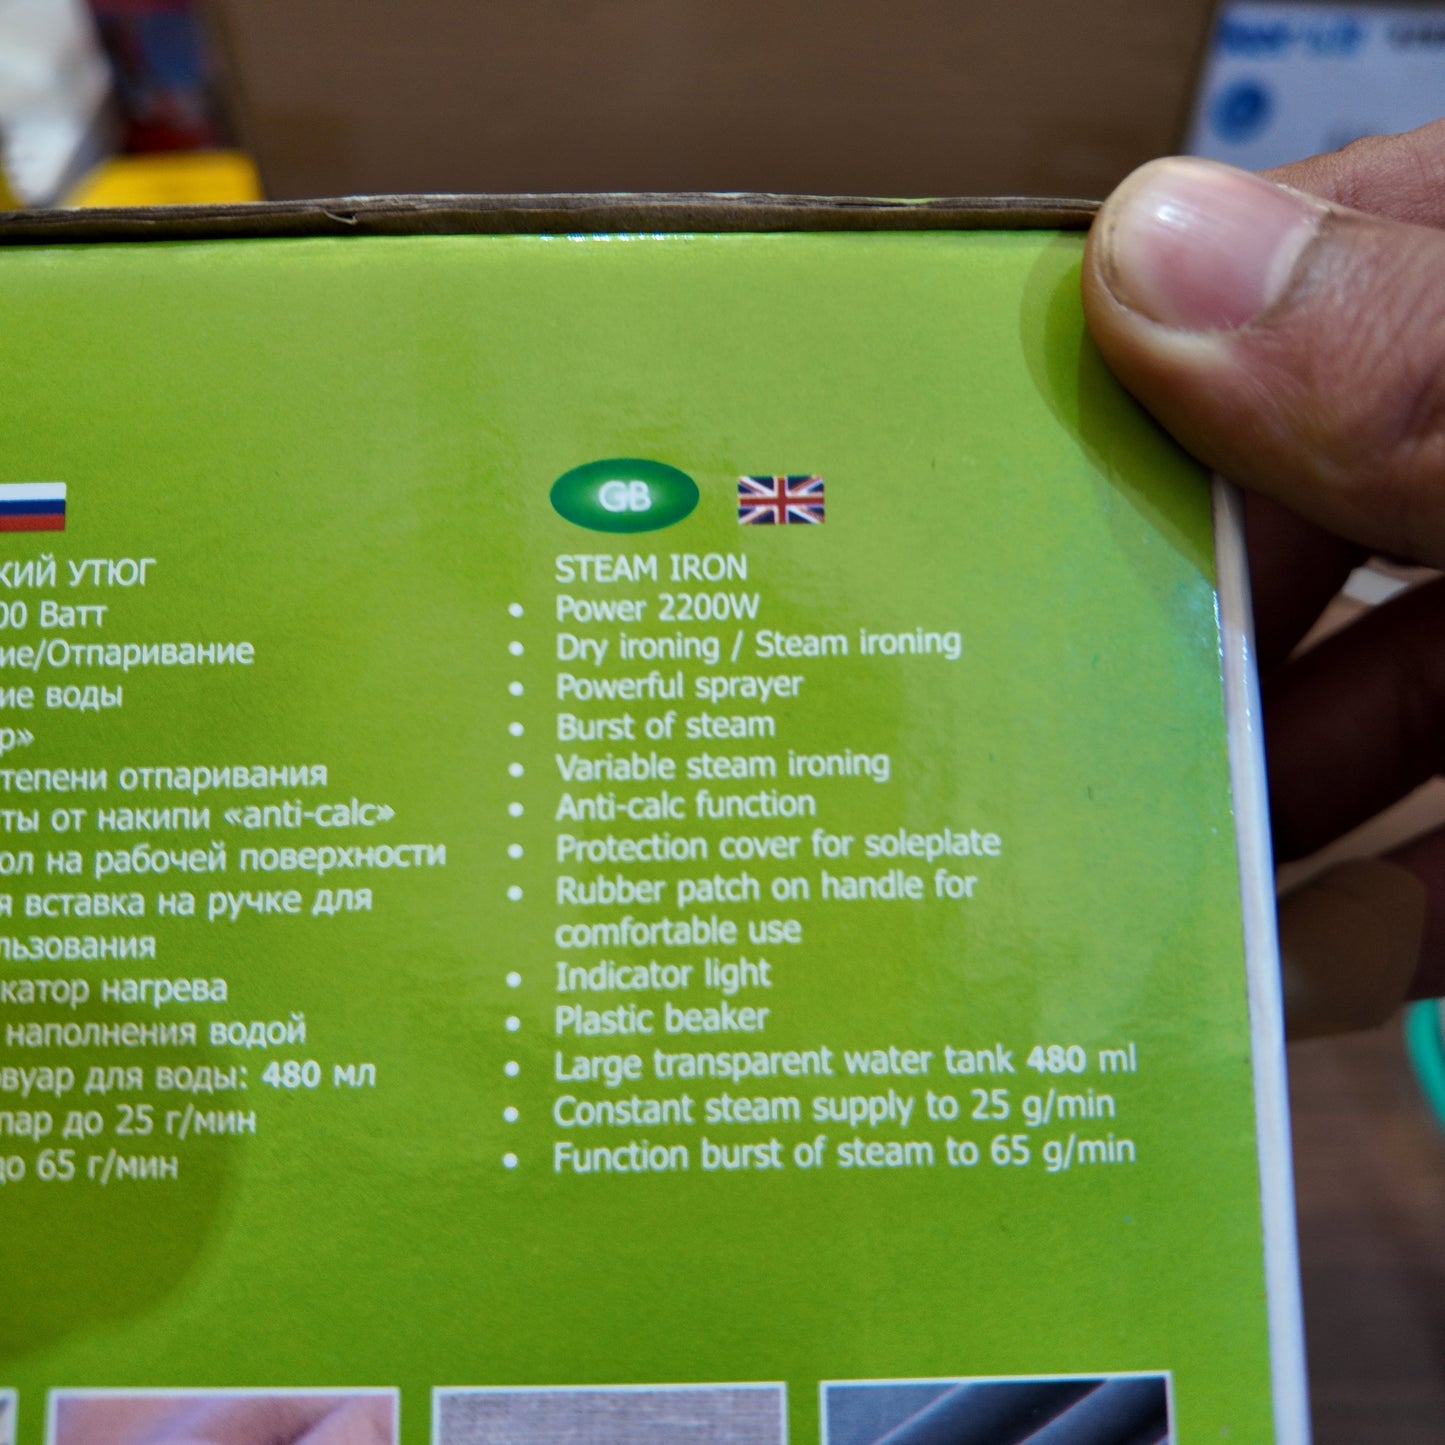 КИЙ УТЮГ
00 Ватт
ие/Отпаривание
ие воды
р»
степени отпаривания
ты от накипи «anti-calc»
ол на рабочей поверхности
я вставка на ручке для
льзования
катор нагрева
наполнения водой
вуар для воды: 480 мл
пар до 25 г/мин
до 65 г/мин
GB
STEAM IRON
• Power 2200W
• Dry ironing / Steam ironing
• Powerful sprayer
• Burst of steam
• Variable steam ironing
• Anti-calc function
• Protection cover for soleplate
• Rubber patch on handle for
comfortable use
• Indicator light
• Plastic beaker
• Large transparent water tank 480 ml
• Constant steam supply to 25 g/min
• Function burst of steam to 65 g/min